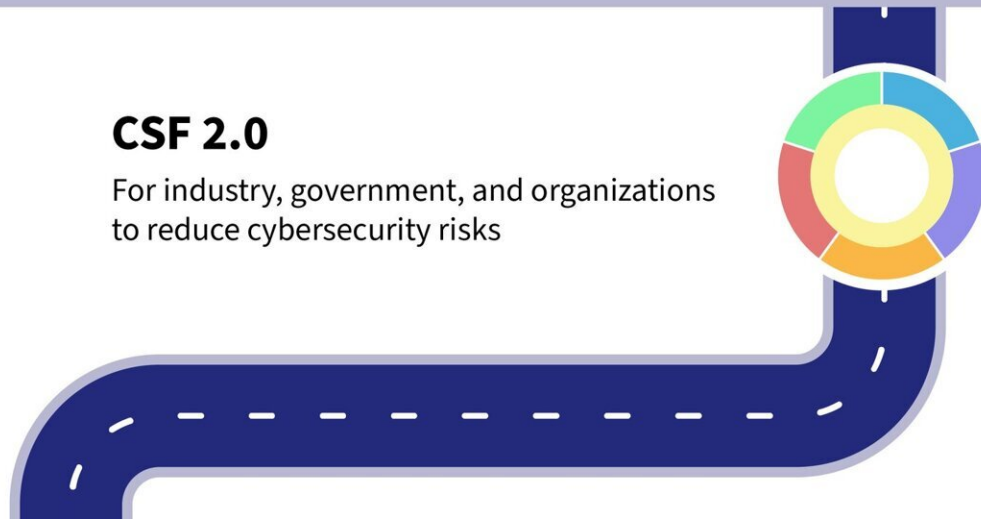 CSF 2.0
For industry, government, and organizations
to reduce cybersecurity risks